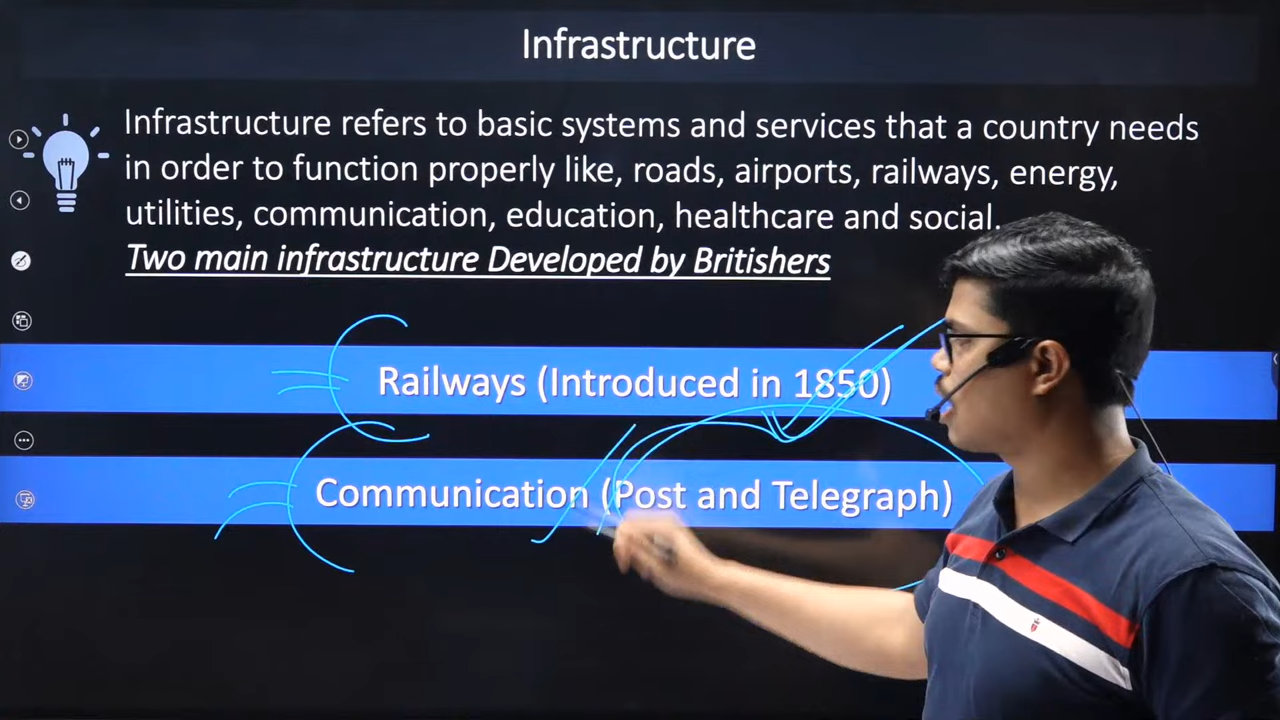 Infrastructure
Infrastructure refers to basic systems and services that a country needs
in order to function properly like, roads, airports, railways, energy,
utilities, communication, education, healthcare and social.
Two main infrastructure Developed by Britishers
Railways (Introduced in 1850)
Communication (Post and Telegraph)